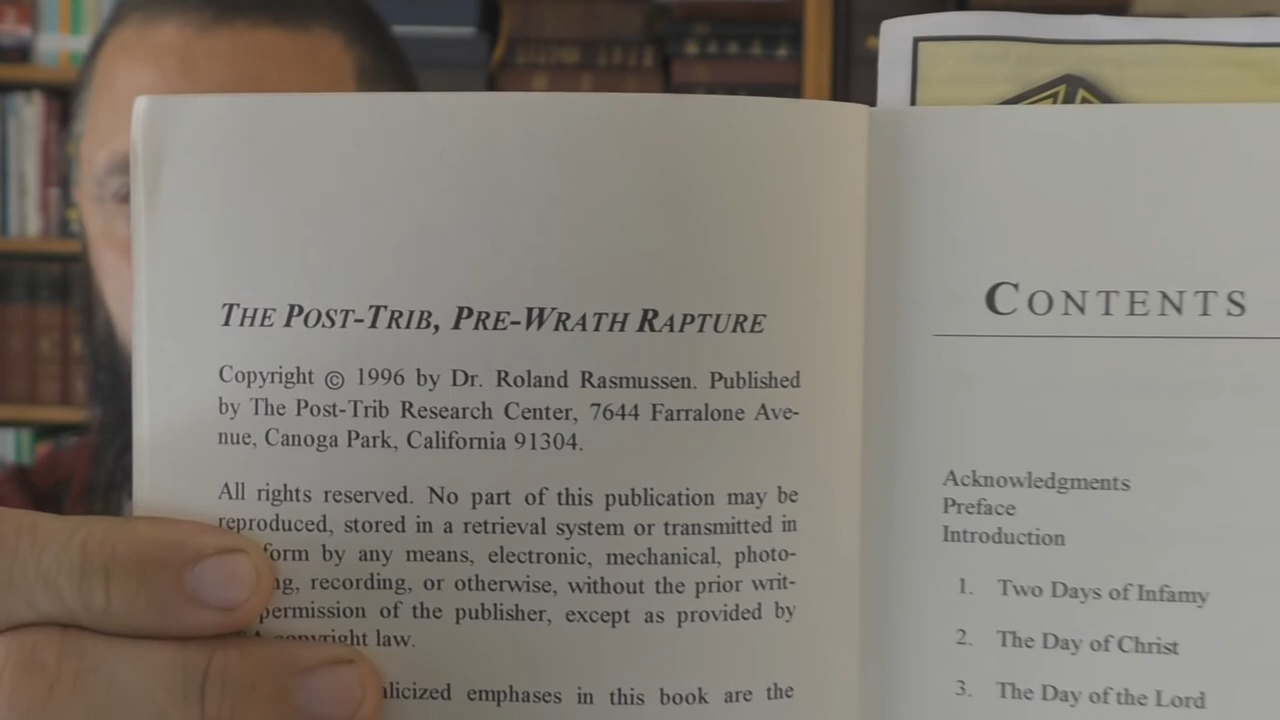 THE POST-TRIB, PRE-WRATH RAPTURE
Copyright © 1996 by Dr. Roland Rasmussen. Published
by The Post-Trib Research Center, 7644 Farralone Ave-
nue, Canoga Park, California 91304.
All rights reserved. No part of this publication may be
reproduced, stored in a retrieval system or transmitted in
form by any means, electronic, mechanical, photo-
ng, recording, or otherwise, without the prior writ-
permission of the publisher, except as provided by
copyright law.
licized emphases in this book are the
CONTENTS
Acknowledgments
Preface
Introduction
1. Two Days of Infamy
2. The Day of Christ
3. The Day of the Lord